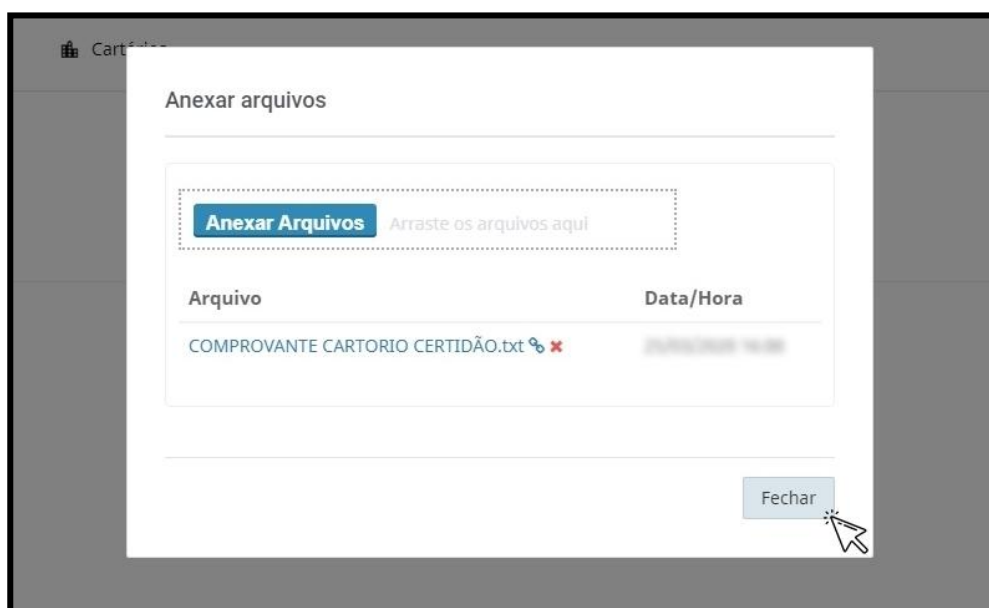 Anexar arquivos
Anexar Arquivos Arraste os arquivos aqui
Arquivo Data/Hora
COMPROVANTE CARTORIO CERTIDÃO.txt
Fechar